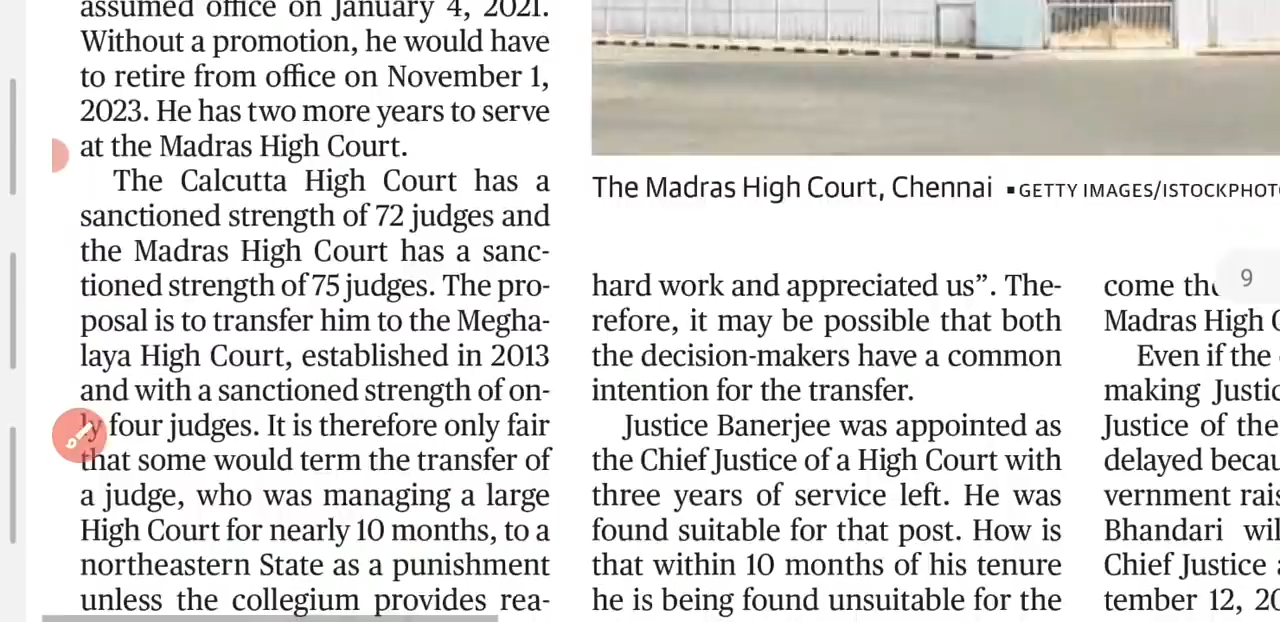 assumed office on January 4, 2021.
Without a promotion, he would have
to retire from office on November 1,
2023. He has two more years to serve
at the Madras High Court.
The Calcutta High Court has a
sanctioned strength of 72 judges and
the Madras High Court has a sanc-
tioned strength of 75 judges. The pro-
posal is to transfer him to the Megha-
laya High Court, established in 2013
and with a sanctioned strength of on-
ly four judges. It is therefore only fair
that some would term the transfer of
a judge, who was managing a large
High Court for nearly 10 months, to a
northeastern State as a punishment
unless the collegium provides rea-
The Madras High Court, Chennai ▪ GETTY IMAGES/ISTOCKPHOTO
hard work and appreciated us”. The-
refore, it may be possible that both
the decision-makers have a common
intention for the transfer.
Justice Banerjee was appointed as
the Chief Justice of a High Court with
three years of service left. He was
found suitable for that post. How is
that within 10 months of his tenure
he is being found unsuitable for the
9
come the
Madras High
Even if the
making
Justice of the
delayed
Bhandari
Chief Justice
tember 12,